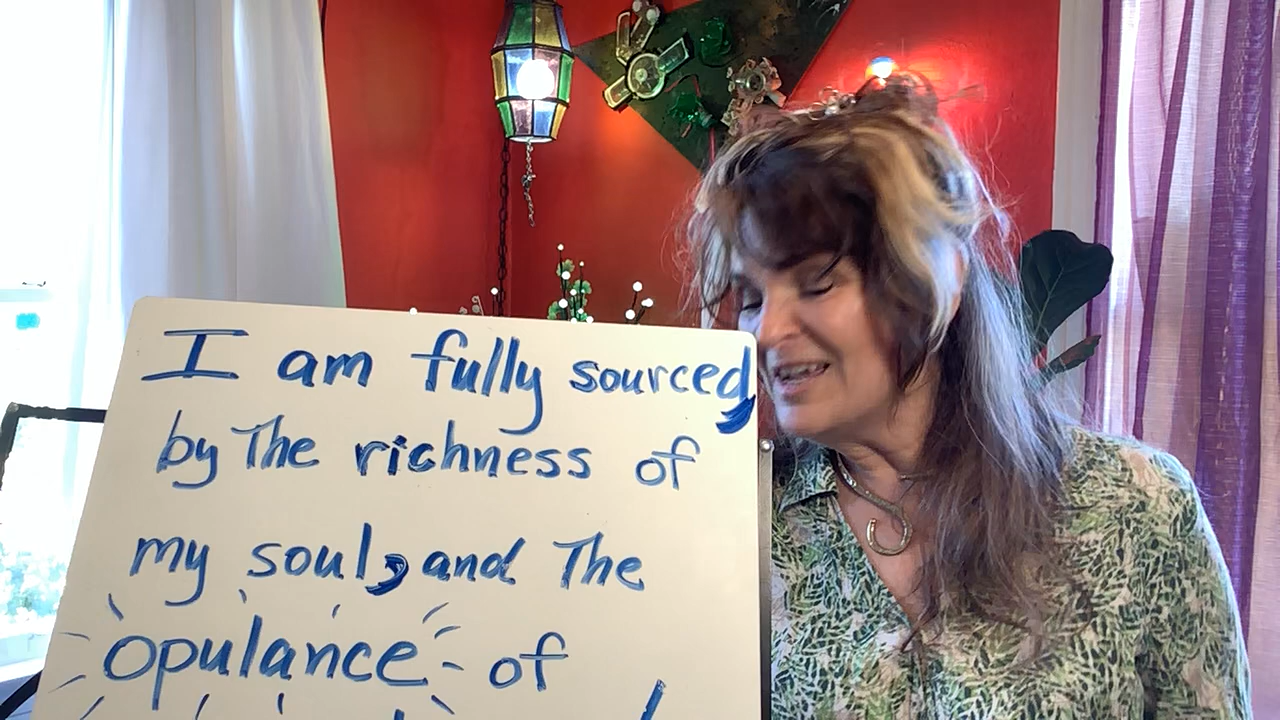 I am fully sourced,
by The richness of
my soul, and The
opulance of